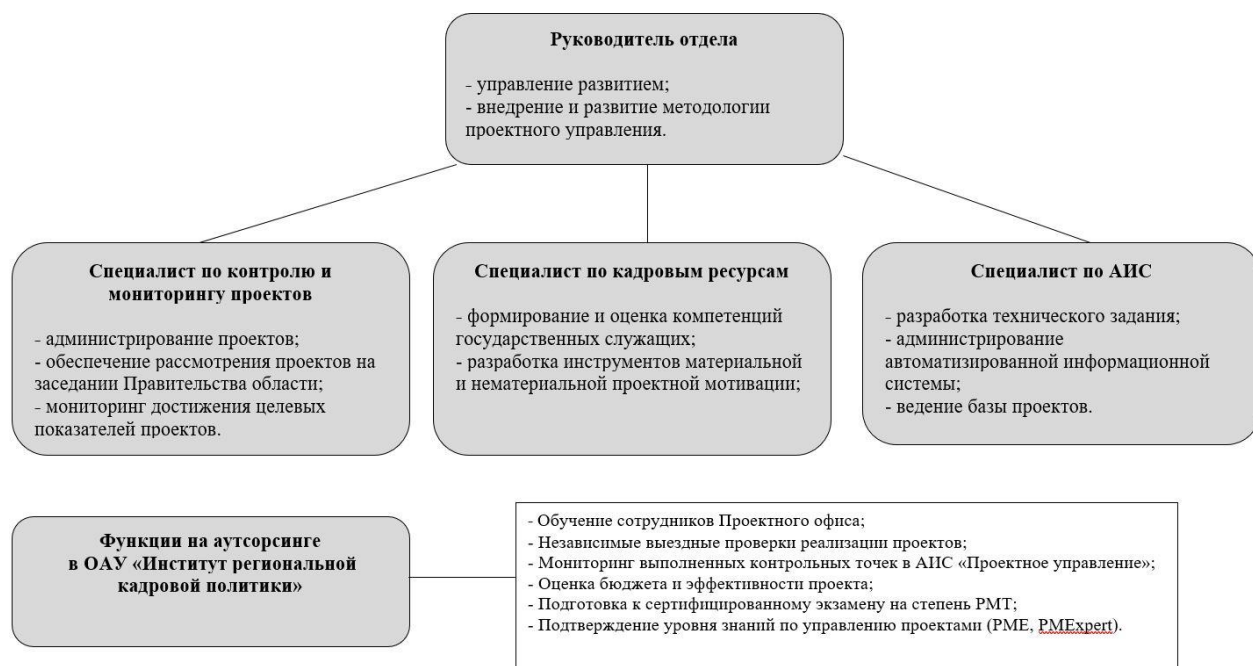 Руководитель отдела
- управление развитием;
- внедрение и развитие методологии
проектного управления.
Специалист по контролю и
мониторингу проектов
- администрирование проектов;
- обеспечение рассмотрения проектов на
заседании Правительства области;
- мониторинг достижения целевых
показателей проектов.
Специалист по кадровым ресурсам
- формирование и оценка компетенций
государственных служащих;
- разработка инструментов материальной
и нематериальной проектной мотивации;
Специалист по АИС
- разработка технического задания;
- администрирование
автоматизированной информационной
системы;
- ведение базы проектов.
Функции на аутсорсинге
в ОАУ «Институт региональной
кадровой политики»
- Обучение сотрудников Проектного офиса;
- Независимые выездные проверки реализации проектов;
- Мониторинг выполненных контрольных точек в АИС «Проектное управление»;
- Оценка бюджета и эффективности проекта;
- Подготовка к сертифицированному экзамену на степень РМТ;
- Подтверждение уровня знаний по управлению проектами (PME, PMExpert).